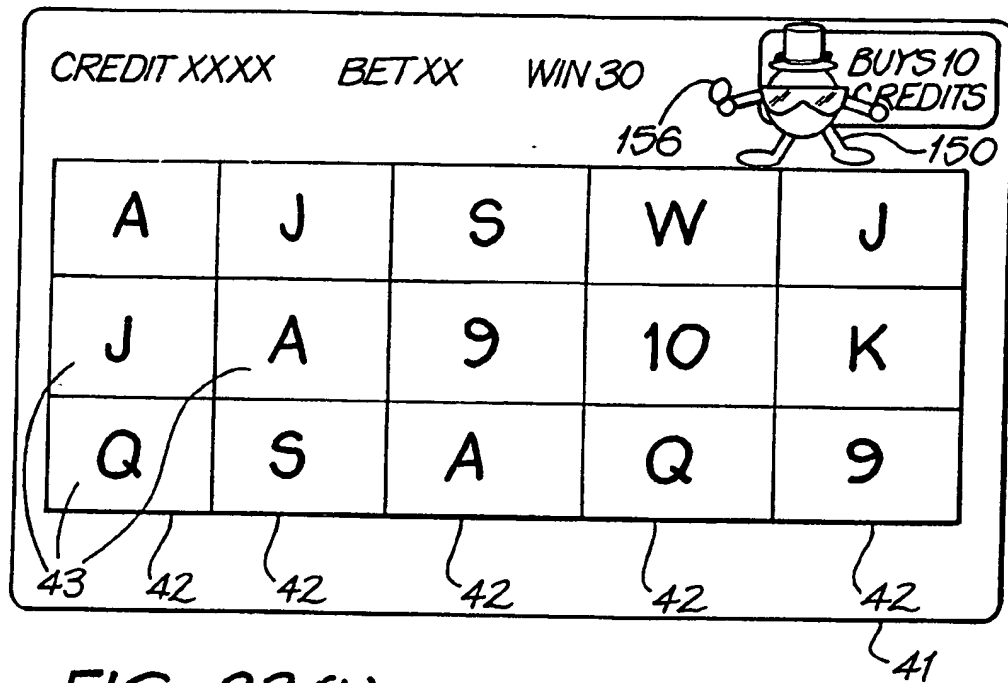 CREDIT XXXX BET XX WIN 30 BUYS 10
CREDITS
156 150
A J S W J
J A 9 10 K
Q S A Q 9
43 42 42 42 42 42
41